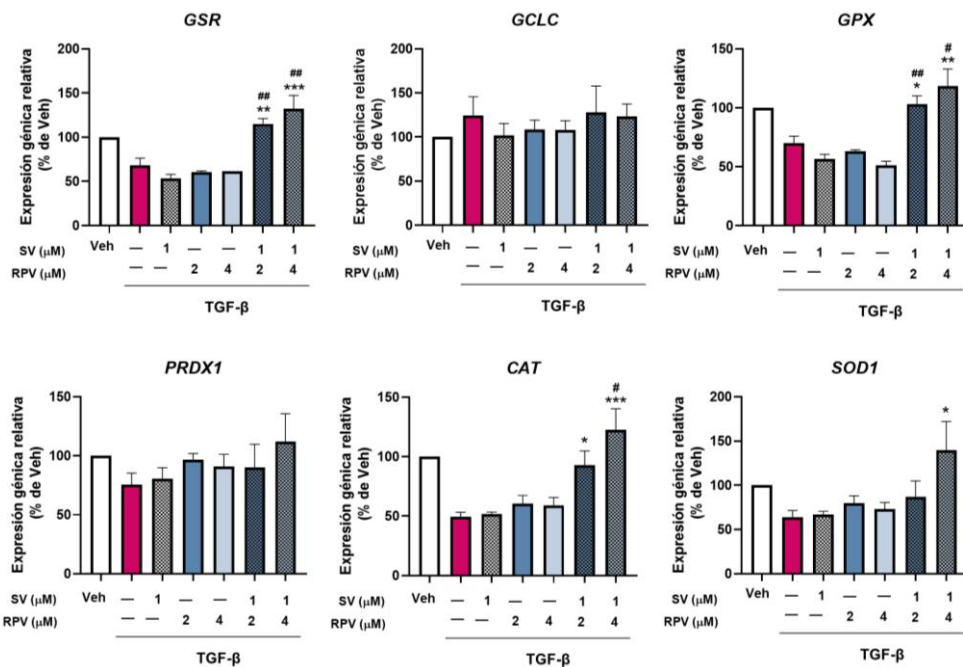 GSR
Expresión génica relativa
(% de Veh)
200
150
100
50
0
##
**
##
***
Veh
SV (μM) — 1 — — 1 1
RPV (μM) — — 2 4 2 4
TGF-β
GCLC
Expresión génica relativa
(% de Veh)
200
150
100
50
0
Veh
SV (μM) — 1 — — 1 1
RPV (μM) — — 2 4 2 4
TGF-β
GPX
Expresión génica relativa
(% de Veh)
150
100
50
0
##
*
#
**
Veh
SV (μM) — 1 — — 1 1
RPV (μM) — — 2 4 2 4
TGF-β
PRDX1
Expresión génica relativa
(% de Veh)
150
100
50
0
Veh
SV (μM) — 1 — — 1 1
RPV (μM) — — 2 4 2 4
TGF-β
CAT
Expresión génica relativa
(% de Veh)
150
100
50
0
*
#
***
Veh
SV (μM) — 1 — — 1 1
RPV (μM) — — 2 4 2 4
TGF-β
SOD1
Expresión génica relativa
(% de Veh)
200
150
100
50
0
*
Veh
SV (μM) — 1 — — 1 1
RPV (μM) — — 2 4 2 4
TGF-β